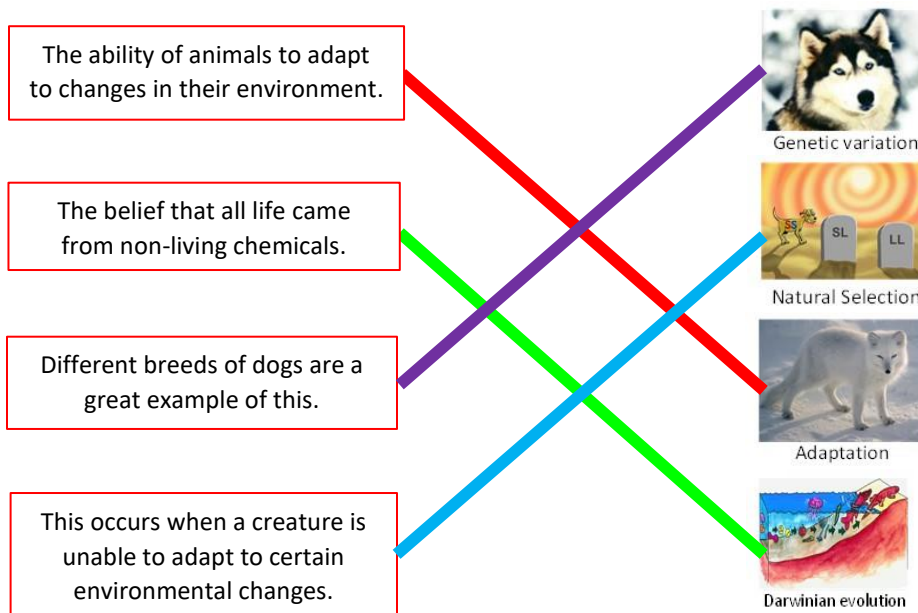 The ability of animals to adapt
to changes in their environment.
Genetic variation
The belief that all life came
from non-living chemicals.
SS
SL
LL
Natural Selection
Different breeds of dogs are a
great example of this.
Adaptation
This occurs when a creature is
unable to adapt to certain
environmental changes.
Darwinian evolution